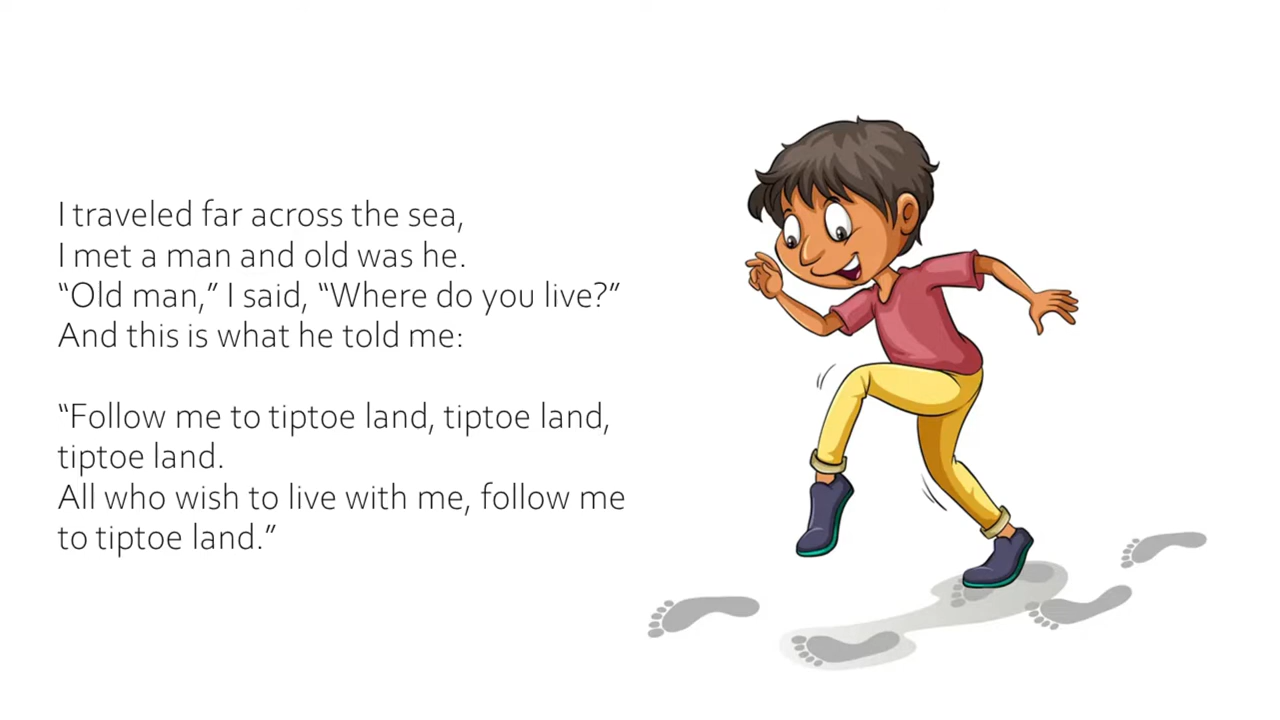 I traveled far across the sea,
I met a man and old was he.
“Old man,” I said, “Where do you live?”
And this is what he told me:
“Follow me to tiptoe land, tiptoe land,
tiptoe land.
All who wish to live with me, follow me
to tiptoe land.”